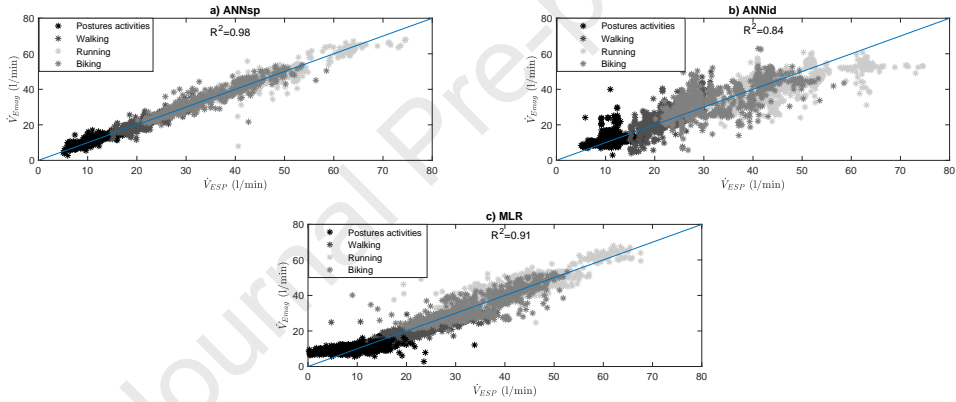 a) ANNsp
R²=0.98
Postures activities
Walking
Running
Biking
80
60
40
20
0
V̇Emag (l/min)
0 10 20 30 40 50 60 70 80
V̇ESP (l/min)
b) ANNid
R²=0.84
Postures activities
Walking
Running
Biking
80
60
40
20
0
V̇Emag (l/min)
0 10 20 30 40 50 60 70 80
V̇ESP (l/min)
c) MLR
R²=0.91
Postures activities
Walking
Running
Biking
80
60
40
20
0
V̇Emag (l/min)
0 10 20 30 40 50 60 70 80
V̇ESP (l/min)
Journal Pre-p